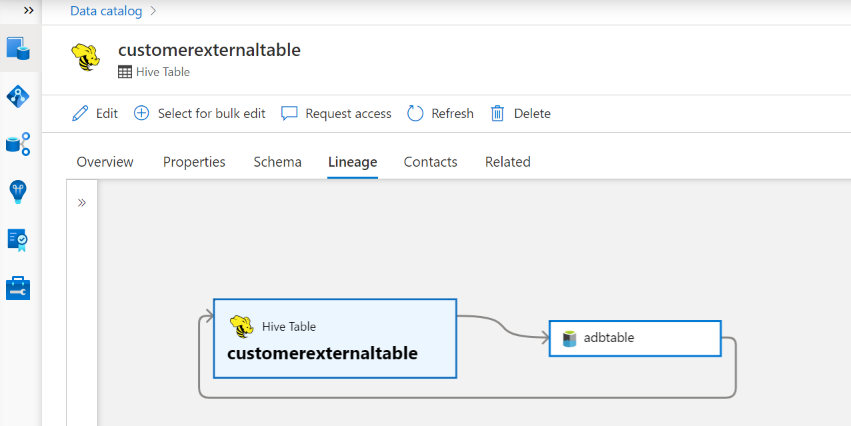 Data catalog
customerexternaltable
Hive Table
Edit Select for bulk edit Request access Refresh Delete
Overview Properties Schema Lineage Contacts Related
Hive Table
customerexternaltable
adbtable